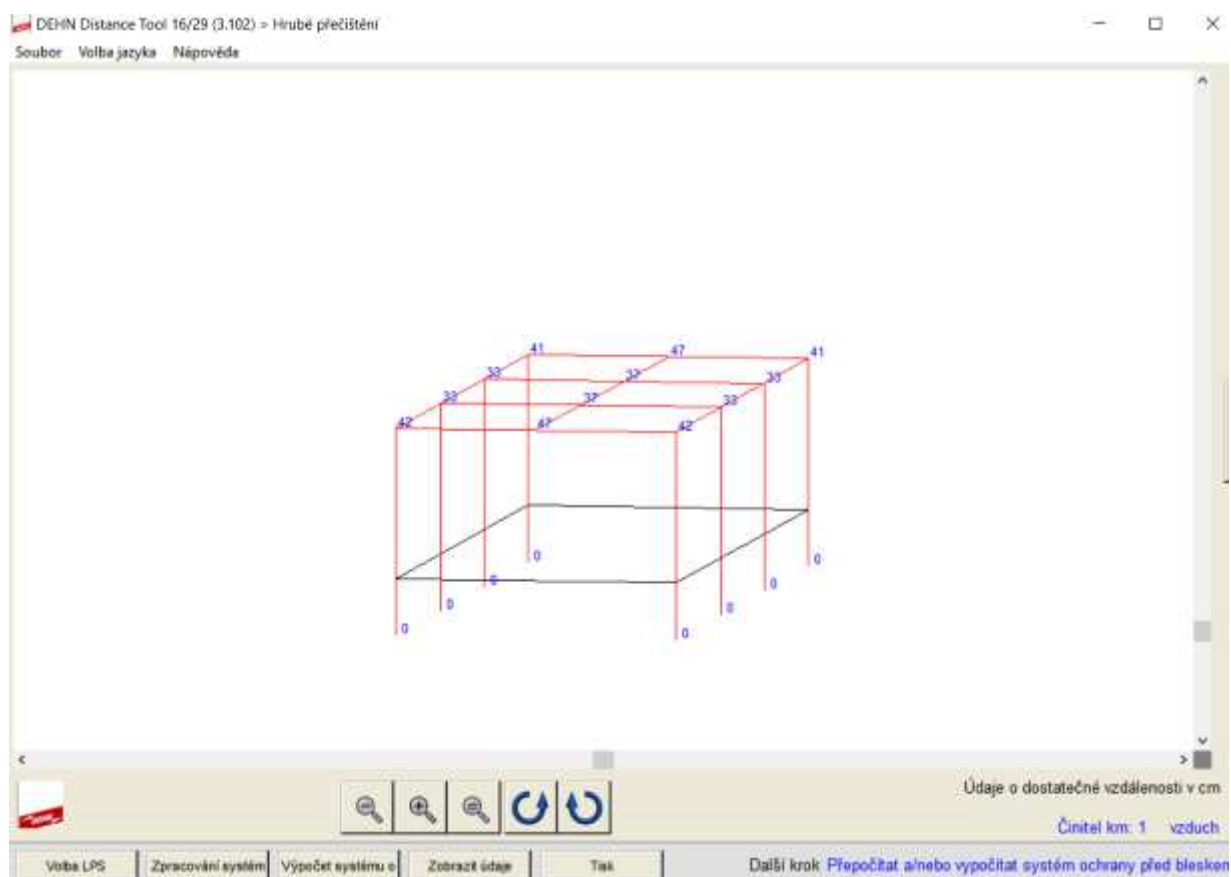 DEHN Distance Tool 16/29 (3.102) > Hrubé přečištění
Soubor Volba jazyka Nápověda
41 47 41
33 37 33
33 37 33
42 47 42
0 0
0 0
0 0
0 0
Údaje o dostatečné vzdálenosti v cm
Činitel km: 1 vzduch
Volba LPS Zpracování systém Výpočet systému o Zobrazit údaje Tisk Další krok Přepočítat a/nebo vypočítat systém ochrany před blesken